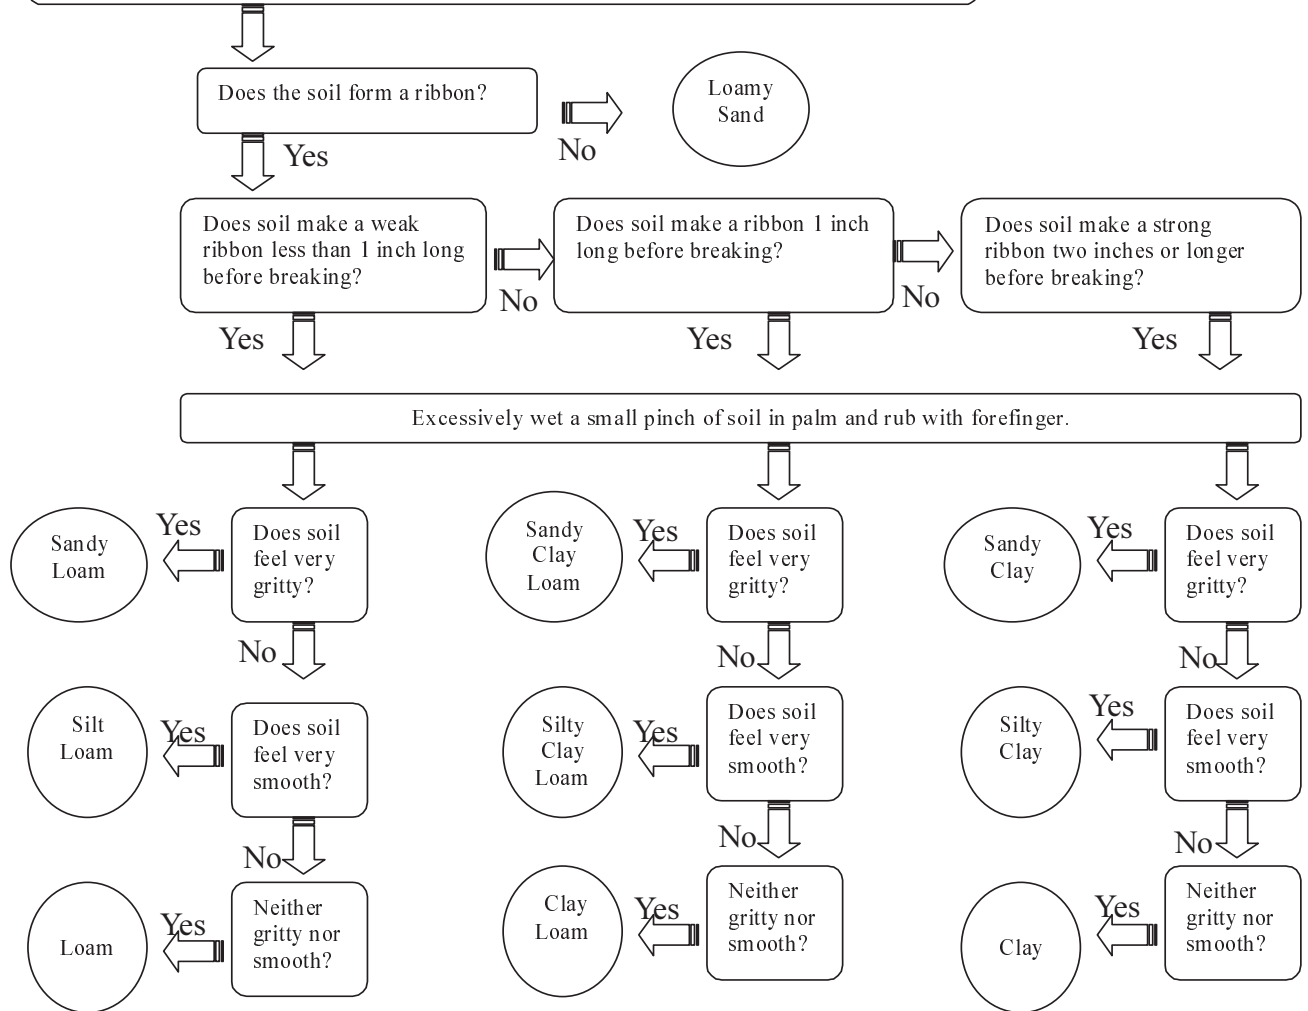 Does the soil form a ribbon?
No
Loamy
Sand
Yes
Does soil make a weak
ribbon less than 1 inch long
before breaking?
No
Does soil make a ribbon 1 inch
long before breaking?
No
Does soil make a strong
ribbon two inches or longer
before breaking?
Yes
Yes
Yes
Excessively wet a small pinch of soil in palm and rub with forefinger.
Sandy
Loam
Yes
Does soil
feel very
gritty?
Sandy
Clay
Loam
Yes
Does soil
feel very
gritty?
Sandy
Clay
Yes
Does soil
feel very
gritty?
No
No
No
Silt
Loam
Yes
Does soil
feel very
smooth?
Silty
Clay
Loam
Yes
Does soil
feel very
smooth?
Silty
Clay
Yes
Does soil
feel very
smooth?
No
No
No
Loam
Yes
Neither
gritty nor
smooth?
Clay
Loam
Yes
Neither
gritty nor
smooth?
Clay
Yes
Neither
gritty nor
smooth?